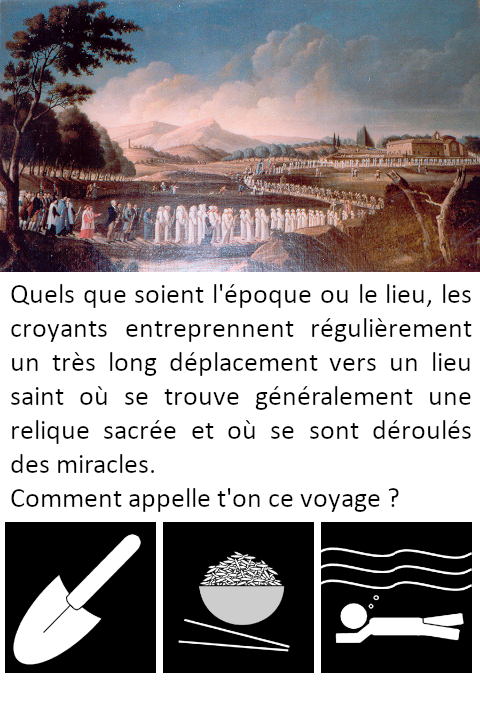 Quels que soient l'époque ou le lieu, les
croyants entreprennent régulièrement
un très long déplacement vers un lieu
saint où se trouve généralement une
relique sacrée et où se sont déroulés
des miracles.
Comment appelle t'on ce voyage ?